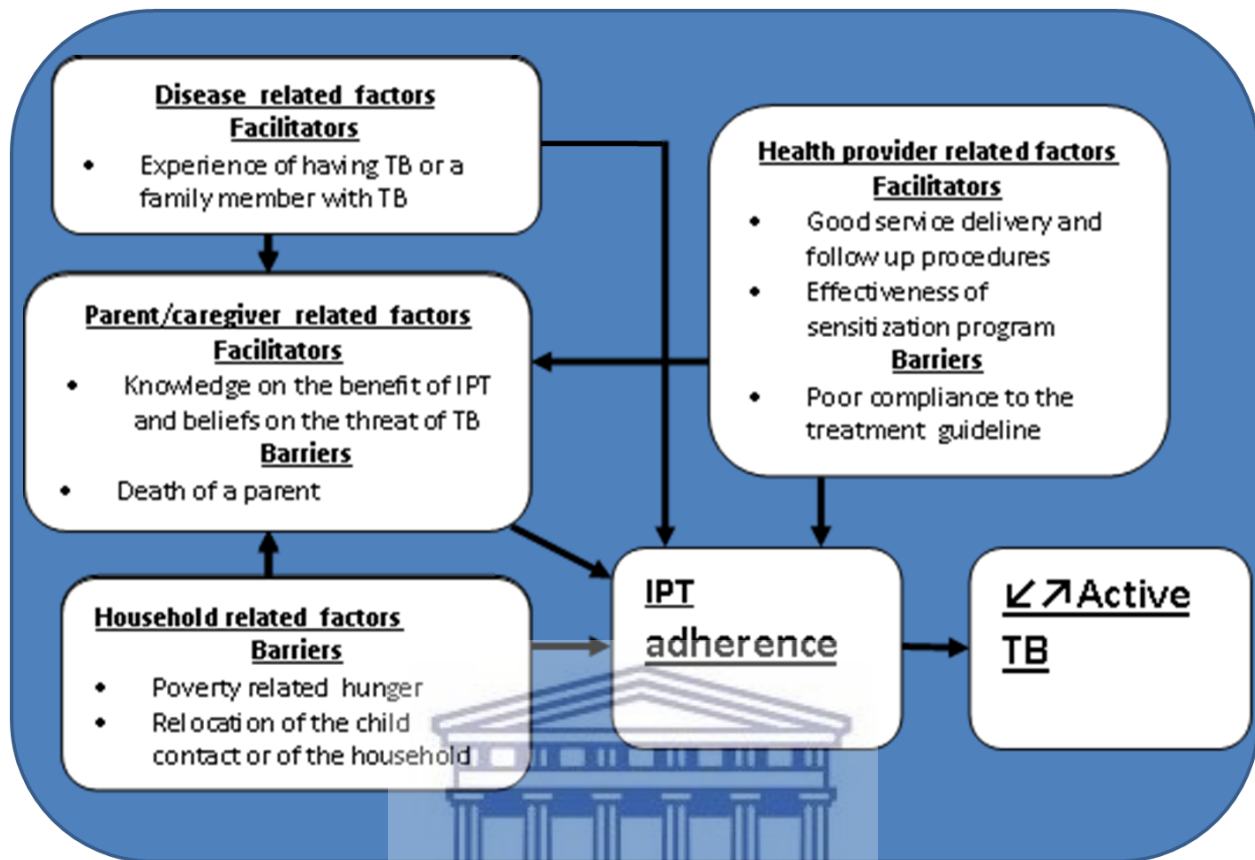 Disease related factors
Facilitators
• Experience of having TB or a
family member with TB
Parent/caregiver related factors
Facilitators
• Knowledge on the benefit of IPT
and beliefs on the threat of TB
Barriers
• Death of a parent
Household related factors
Barriers
• Poverty related hunger
• Relocation of the child
contact or of the household
Health provider related factors
Facilitators
• Good service delivery and
follow up procedures
• Effectiveness of
sensitization program
Barriers
• Poor compliance to the
treatment guideline
IPT
adherence
↙↗Active
TB